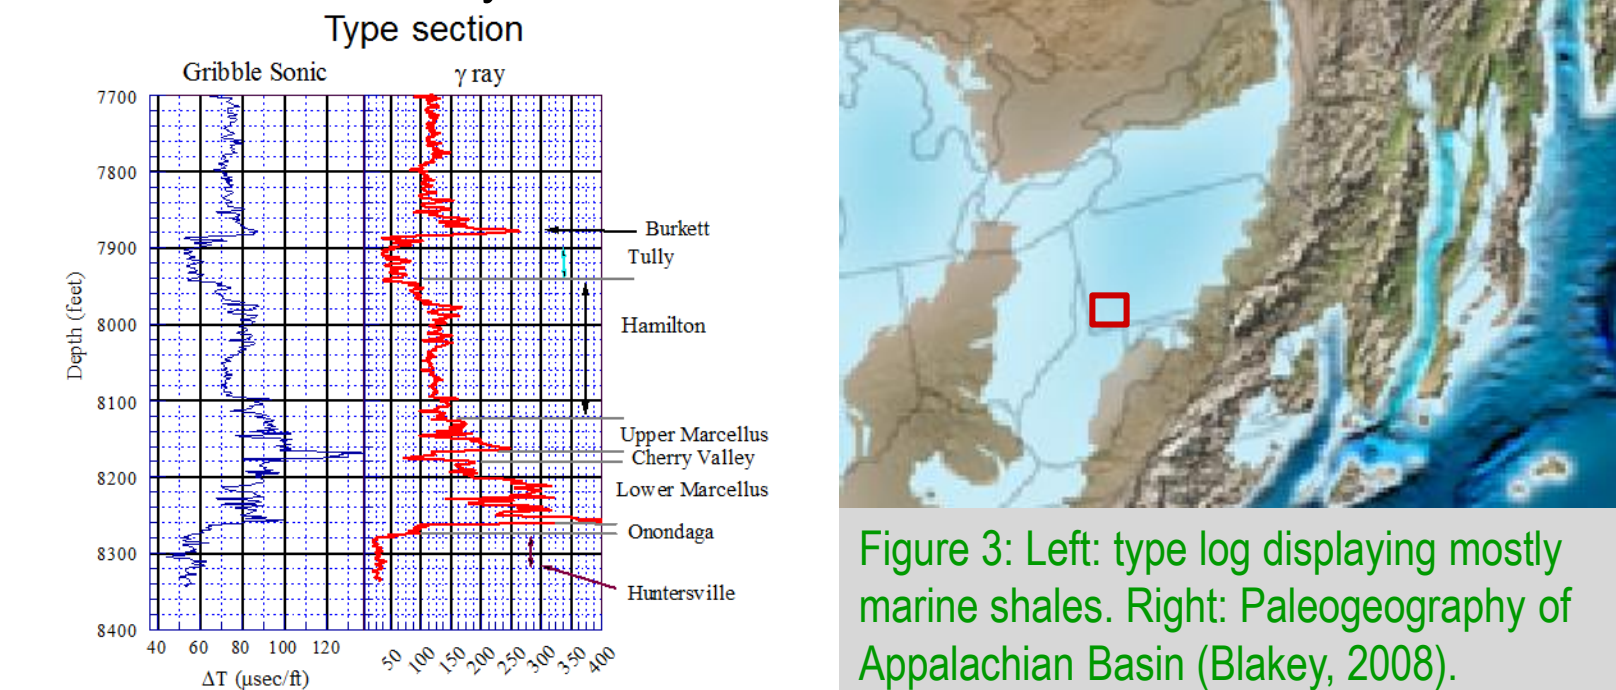 Type section
Gribble Sonic
γ ray
7700
7800
7900
8000
8100
8200
8300
8400
Depth (feet)
40 60 80 100 120
ΔT (μsec/ft)
50 100 150 200 250 300 350 400
Burkett
Tully
Hamilton
Upper Marcellus
Cherry Valley
Lower Marcellus
Onondaga
Huntersville
Figure 3: Left: type log displaying mostly
marine shales. Right: Paleogeography of
Appalachian Basin (Blakey, 2008).